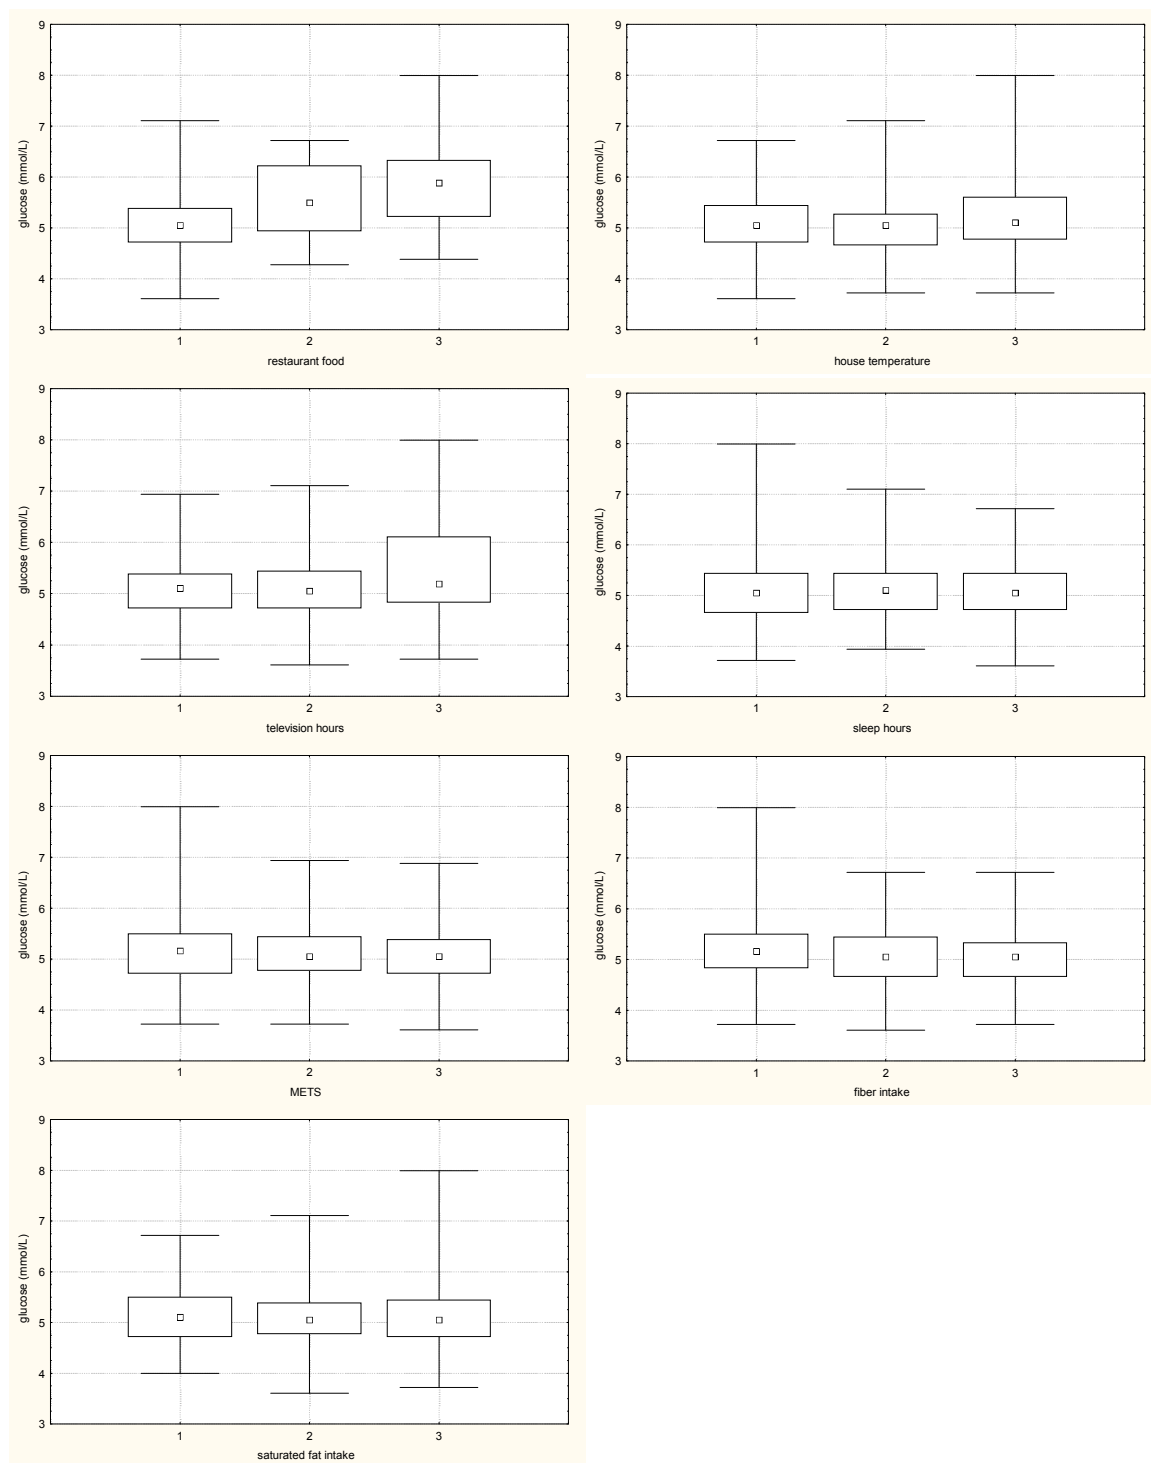 9
8
7
6
5
4
3
glucose (mmol/L)
1 2 3
restaurant food
9
8
7
6
5
4
3
glucose (mmol/L)
1 2 3
house temperature
9
8
7
6
5
4
3
glucose (mmol/L)
1 2 3
television hours
9
8
7
6
5
4
3
glucose (mmol/L)
1 2 3
sleep hours
9
8
7
6
5
4
3
glucose (mmol/L)
1 2 3
METS
9
8
7
6
5
4
3
glucose (mmol/L)
1 2 3
fiber intake
9
8
7
6
5
4
3
glucose (mmol/L)
1 2 3
saturated fat intake